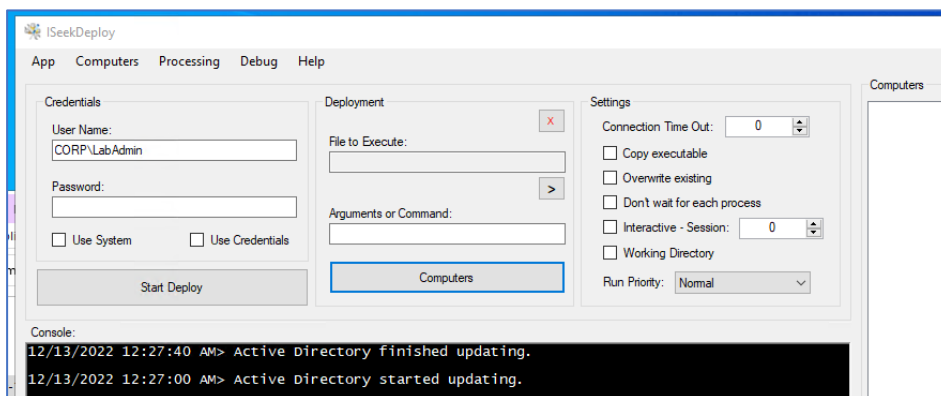 ISeekDeploy
App Computers Processing Debug Help
Credentials
User Name:
CORP\LabAdmin
Password:
Use System Use Credentials
Start Deploy
Deployment
X
File to Execute:
>
Arguments or Command:
Computers
Settings
Connection Time Out: 0
Copy executable
Overwrite existing
Don't wait for each process
Interactive - Session: 0
Working Directory
Run Priority: Normal
Computers
Console:
12/13/2022 12:27:40 AM> Active Directory finished updating.
12/13/2022 12:27:00 AM> Active Directory started updating.